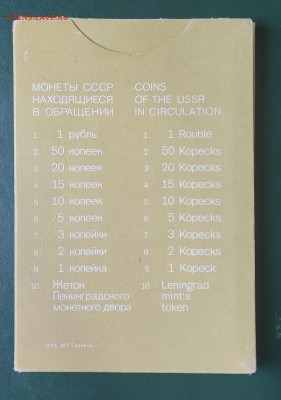 МОНЕТЫ СССР
НАХОДЯЩИЕСЯ
В ОБРАЩЕНИИ
1. 1 рубль
2. 50 копеек
3. 20 копеек
4. 15 копеек
5. 10 копеек
6. 5 копеек
7. 3 копейки
8. 2 копейки
9. 1 копейка
10. Жетон
Ленинградского
монетного двора
COINS
OF THE USSR
IN CIRCULATION
1. 1 Rouble
2. 50 Kopecks
3. 20 Kopecks
4. 15 Kopecks
5. 10 Kopecks
6. 5 Kopecks
7. 3 Kopecks
8. 2 Kopecks
9. 1 Kopeck
10. Leningrad
mint's
token